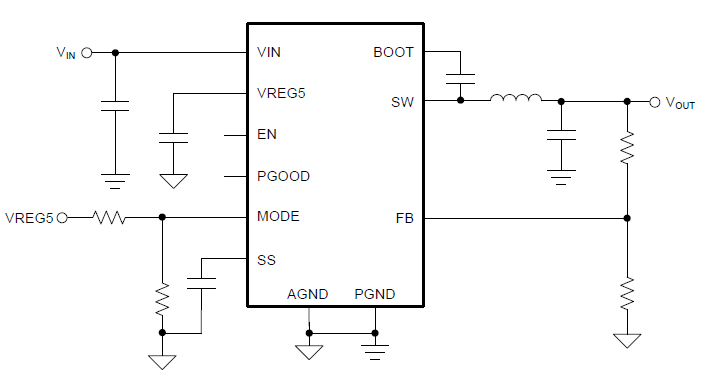 VIN
VIN
BOOT
VREG5
SW
VOUT
EN
PGOOD
VREG5
MODE
FB
SS
AGND
PGND